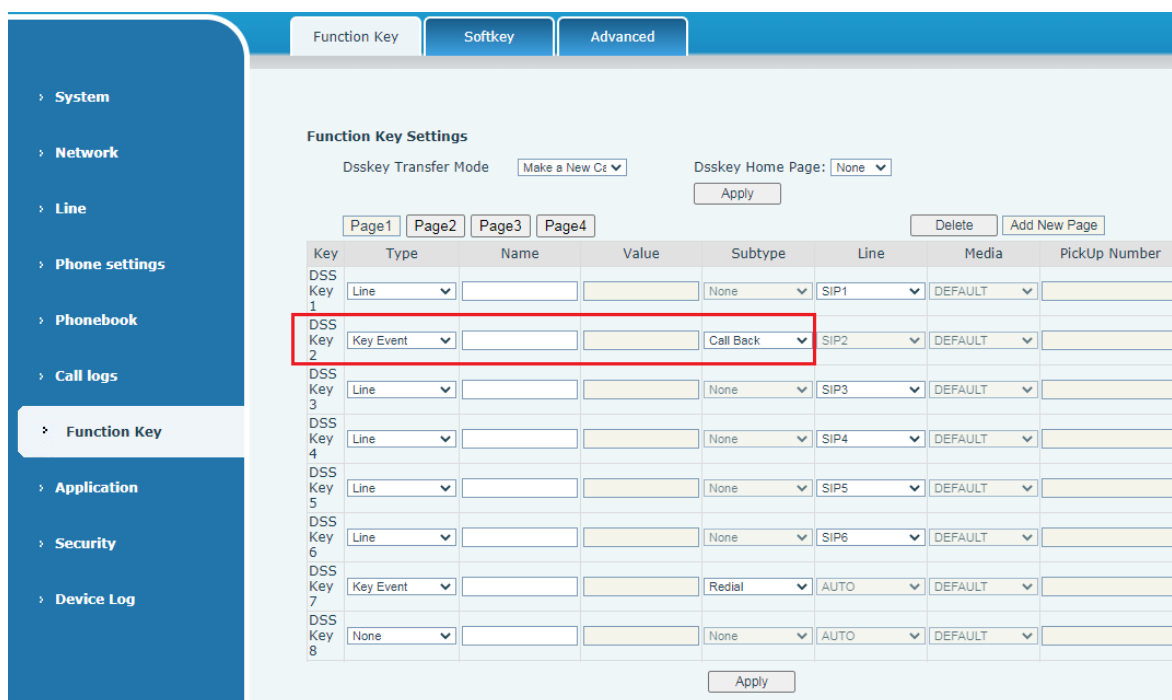 Function Key Softkey Advanced
System
Network
Line
Phone settings
Phonebook
Call logs
Function Key
Application
Security
Device Log
Function Key Settings
Dsskey Transfer Mode Make a New Ca Dsskey Home Page: None
Apply
Page1 Page2 Page3 Page4 Delete Add New Page
Key Type Name Value Subtype Line Media PickUp Number
DSS Key 1 Line None SIP1 DEFAULT
DSS Key 2 Key Event Call Back SIP2 DEFAULT
DSS Key 3 Line None SIP3 DEFAULT
DSS Key 4 Line None SIP4 DEFAULT
DSS Key 5 Line None SIP5 DEFAULT
DSS Key 6 Line None SIP6 DEFAULT
DSS Key 7 Key Event Redial AUTO DEFAULT
DSS Key 8 None None AUTO DEFAULT
Apply